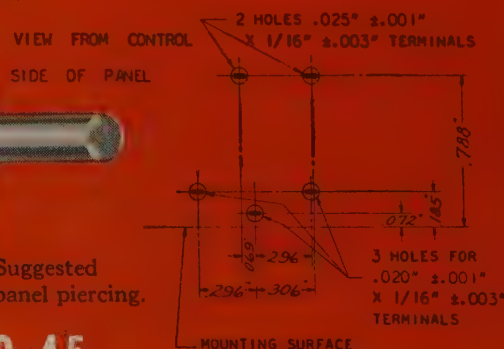 2 HOLES .025" ±.001"
X 1/16" ±.003" TERMINALS
VIEW FROM CONTROL
SIDE OF PANEL
.788"
.185"
.072"
.069
.296
.296
.306
3 HOLES FOR
.020" ±.001"
X 1/16" ±.003"
TERMINALS
Suggested
panel piercing.
MOUNTING SURFACE